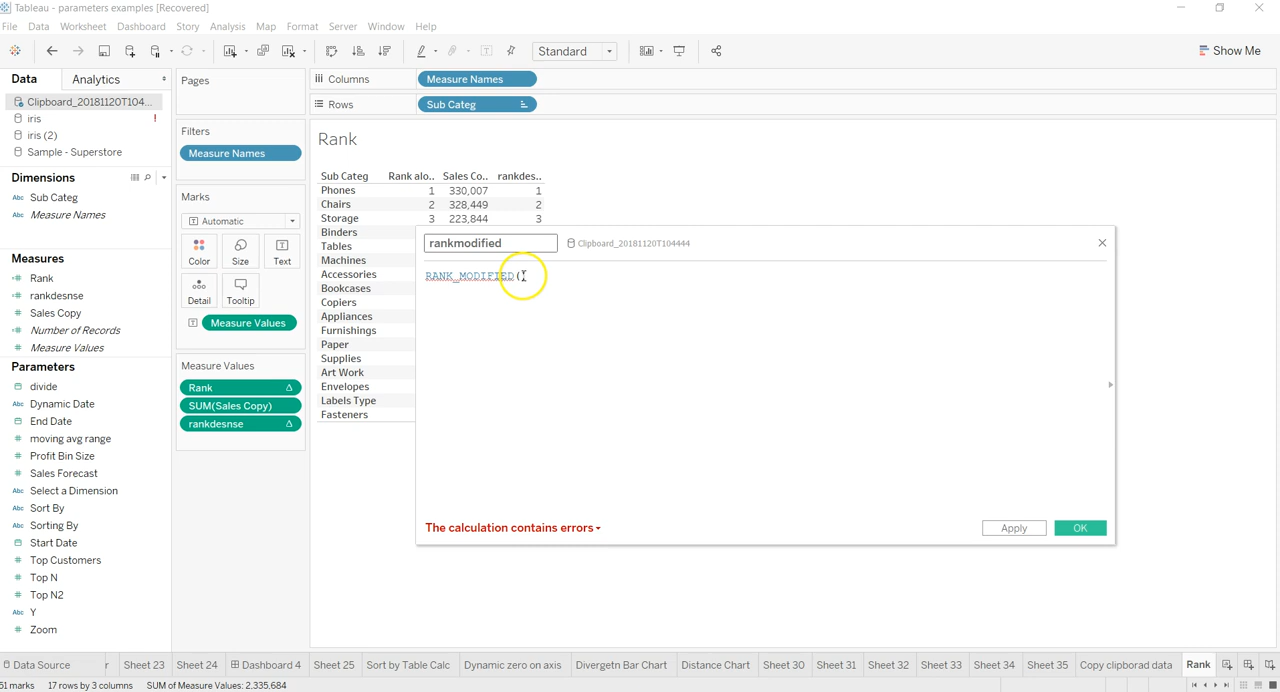 Tableau - parameters examples [Recovered]
File Data Worksheet Dashboard Story Analysis Map Format Server Window Help
Standard
Show Me
Data Analytics
Clipboard_20181120T104...
iris !
iris (2)
Sample - Superstore
Dimensions
Abc Sub Categ
Abc Measure Names
Measures
Rank
rankdesnse
Sales Copy
Number of Records
Measure Values
Parameters
divide
Abc Dynamic Date
End Date
moving avg range
Profit Bin Size
Sales Forecast
Abc Select a Dimension
Abc Sort By
Abc Sorting By
Start Date
Top Customers
Top N
Top N2
Abc Y
Zoom
Pages
Filters
Measure Names
Marks
Automatic
Color Size Text
Detail Tooltip
Measure Values
Measure Values
Rank
SUM(Sales Copy)
rankdesnse
Columns Measure Names
Rows Sub Categ
Rank
Sub Categ Rank alo.. Sales Co.. rankdes..
Phones 1 330,007 1
Chairs 2 328,449 2
Storage 3 223,844 3
Binders
Tables
Machines
Accessories
Bookcases
Copiers
Appliances
Furnishings
Paper
Supplies
Art Work
Envelopes
Labels Type
Fasteners
rankmodified Clipboard_20181120T104444
RANK_MODIFIED(
The calculation contains errors
Apply OK
Data Source r Sheet 23 Sheet 24 Dashboard 4 Sheet 25 Sort by Table Calc Dynamic zero on axis Divergetn Bar Chart Distance Chart Sheet 30 Sheet 31 Sheet 32 Sheet 33 Sheet 34 Sheet 35 Copy clipborad data Rank
51 marks 17 rows by 3 columns SUM of Measure Values: 2,335,684